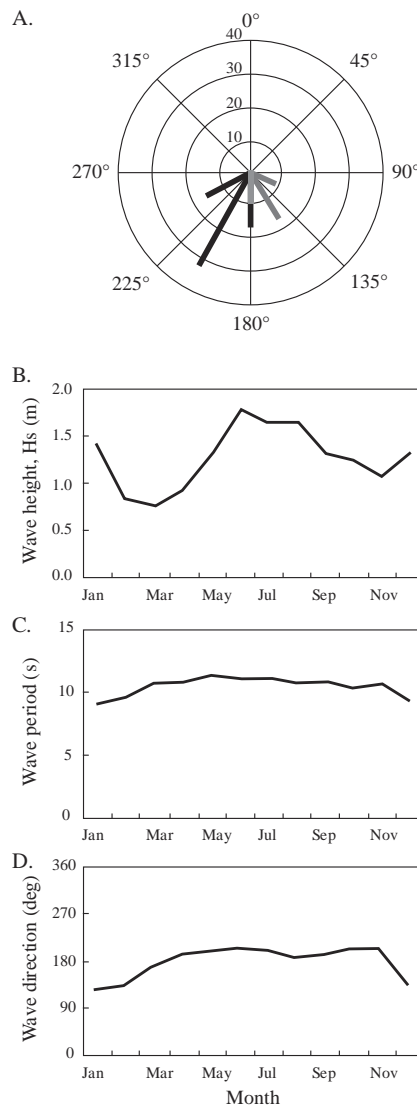 A.
0°
40
315°
45°
30
20
10
270°
90°
225°
135°
180°
B.
2.0
1.5
1.0
0.5
0.0
Wave height, Hs (m)
Jan Mar May Jul Sep Nov
C.
15
10
5
0
Wave period (s)
Jan Mar May Jul Sep Nov
D.
360
270
180
90
0
Wave direction (deg)
Jan Mar May Jul Sep Nov
Month